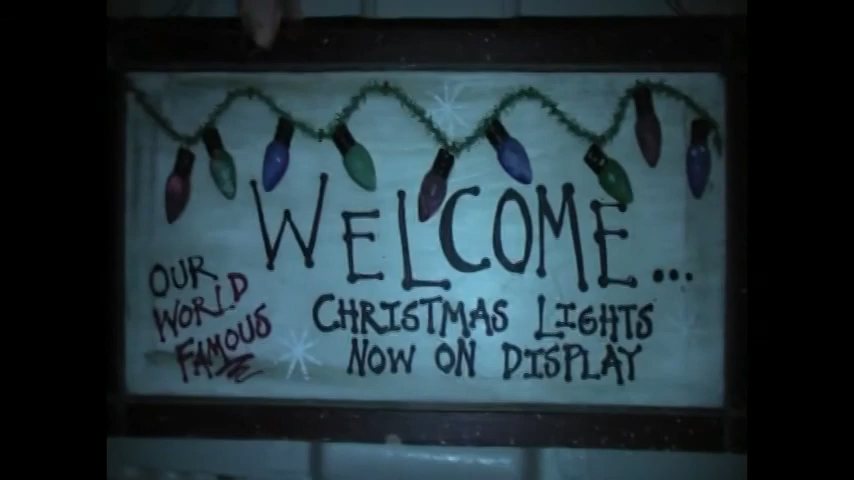 WELCOME...
OUR
WORLD
FAMOUS
CHRISTMAS LIGHTS
NOW ON DISPLAY